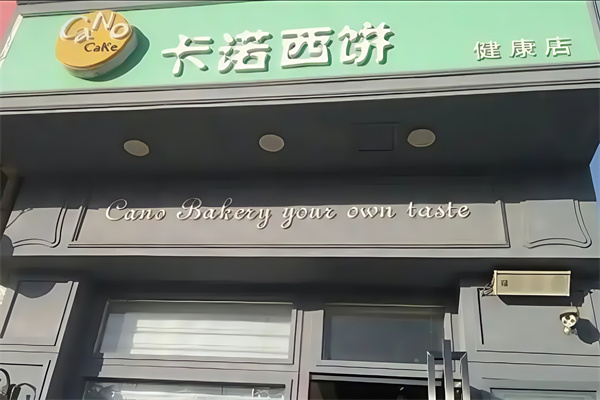 CaNo
CaKe
卡诺西饼
健康店
Cano Bakery your own taste